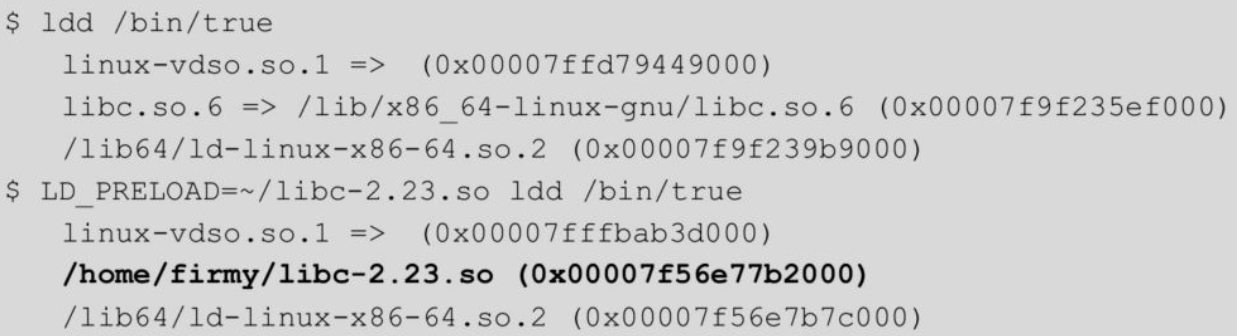 $ ldd /bin/true
linux-vdso.so.1 =>  (0x00007ffd79449000)
libc.so.6 => /lib/x86_64-linux-gnu/libc.so.6 (0x00007f9f235ef000)
/lib64/ld-linux-x86-64.so.2 (0x00007f9f239b9000)
$ LD_PRELOAD=~/libc-2.23.so ldd /bin/true
linux-vdso.so.1 =>  (0x00007fffbab3d000)
/home/firmy/libc-2.23.so (0x00007f56e77b2000)
/lib64/ld-linux-x86-64.so.2 (0x00007f56e7b7c000)